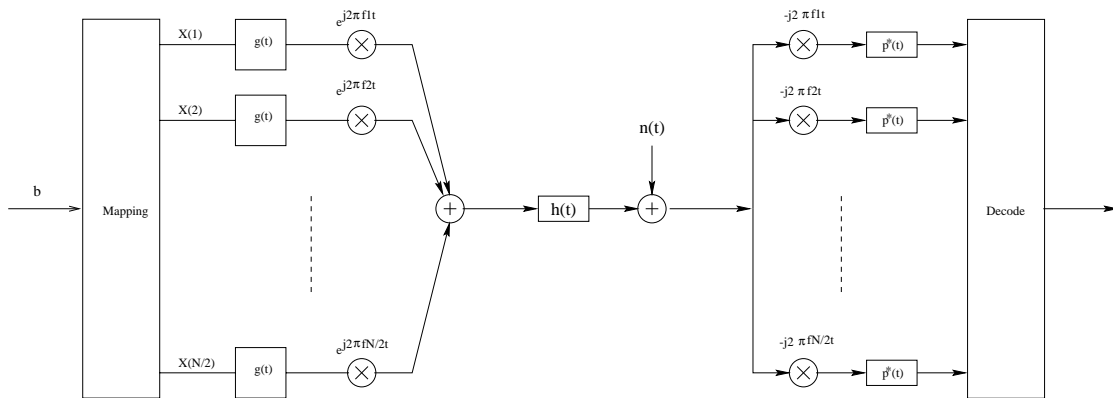 X(1)
g(t)
e^{j2πf1t}
-j2 πf1t
p*(t)
X(2)
g(t)
e^{j2πf2t}
-j2 πf2t
p*(t)
n(t)
b
Mapping
h(t)
Decode
X(N/2)
g(t)
e^{j2πfN/2t}
-j2 πfN/2t
p*(t)